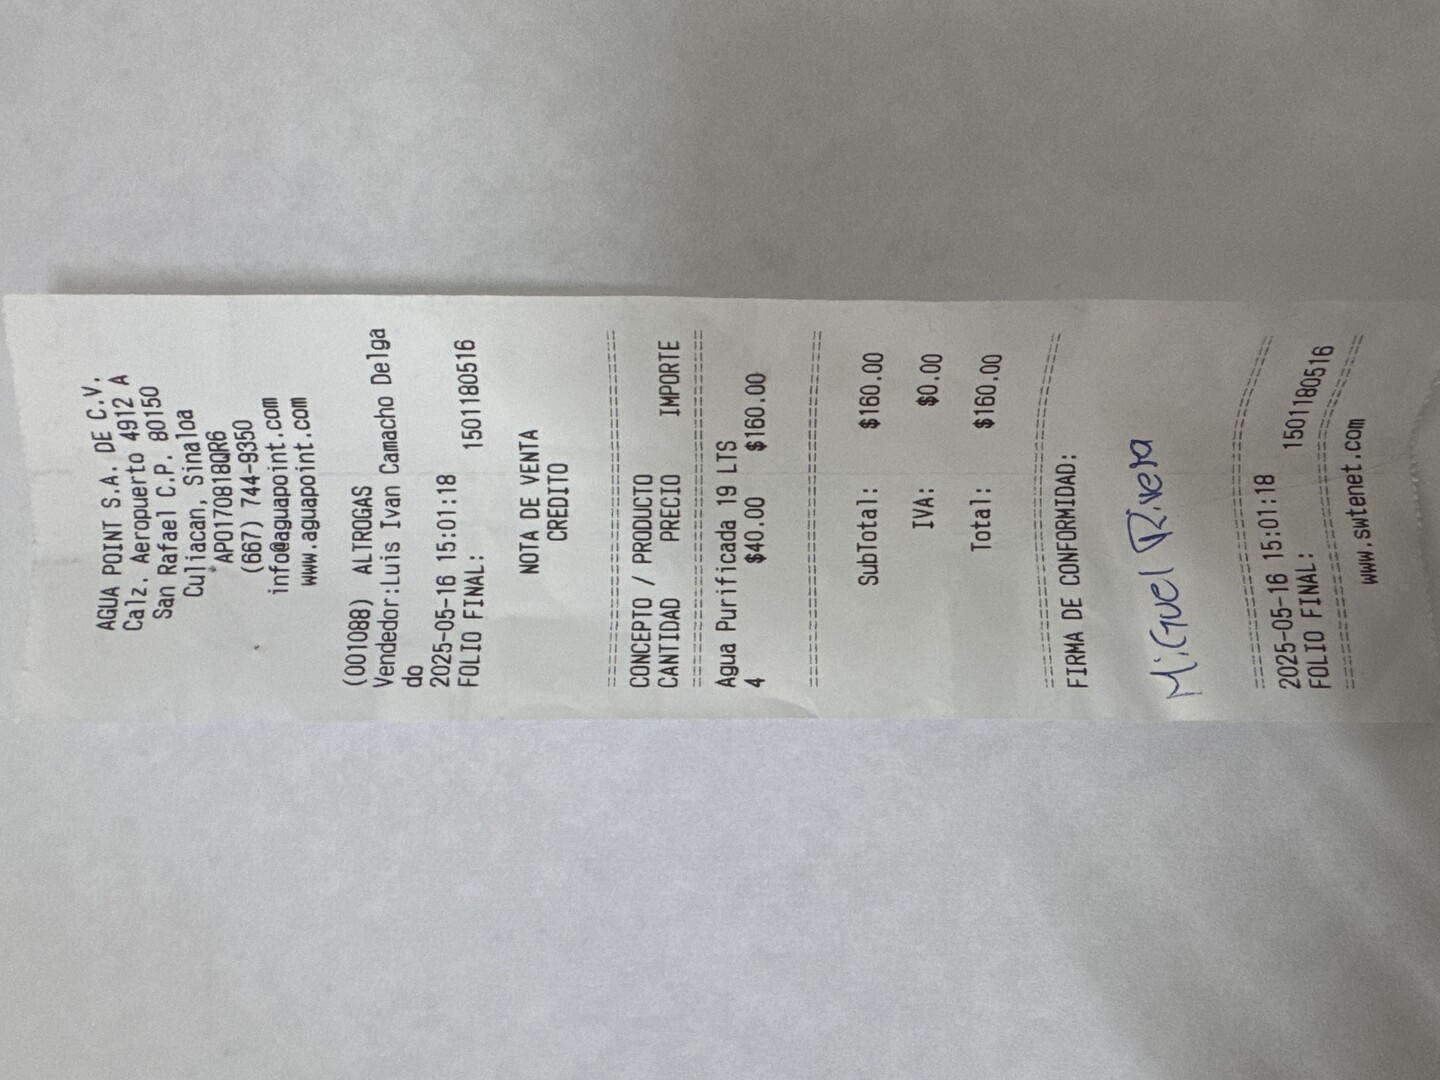 AGUA POINT S.A. DE C.V.
Calz. Aeropuerto 4912 A
San Rafael C.P. 80150
Culiacan, Sinaloa
APO170818QR6
(667) 744-9350
info@aguapoint.com
www.aguapoint.com
(001088) ALTROGAS
Vendedor:Luis Ivan Camacho Delga
do
2025-05-16 15:01:18
FOLIO FINAL: 1501180516
NOTA DE VENTA
CREDITO
================================
CONCEPTO / PRODUCTO
CANTIDAD PRECIO IMPORTE
================================
Agua Purificada 19 LTS
4 $40.00 $160.00
================================
SubTotal: $160.00
IVA: $0.00
Total: $160.00
================================
FIRMA DE CONFORMIDAD:
Miguel Rivera
================================
2025-05-16 15:01:18
FOLIO FINAL: 1501180516
================================
www.swtenet.com